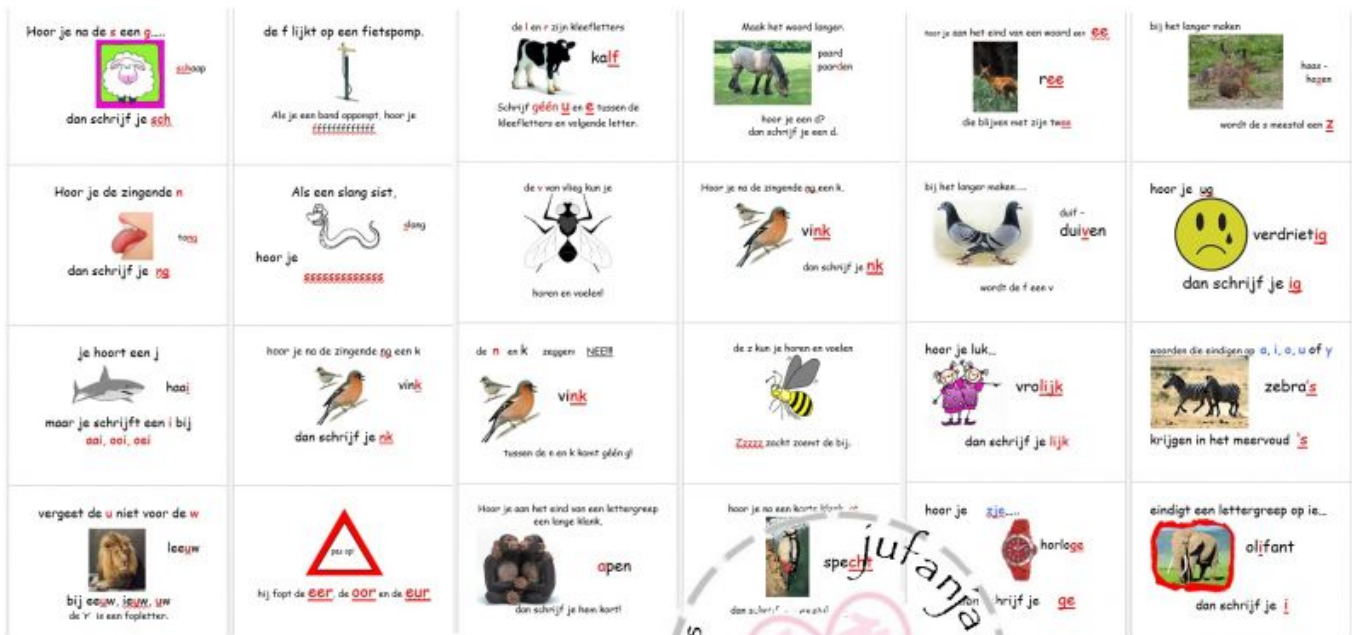 Hoor je na de s een g.....
schaap
dan schrijf je sch
de f lijkt op een fietspomp.
Als je een band oppompt, hoor je
fffffffffffff
de l en r zijn kleefletters
kalf
Schrijf géén u en e tussen de
kleefletters en volgende letter.
Maak het woord langer.
paard
paarden
hoor je een d?
dan schrijf je een d.
hoor je aan het eind van een woord een ee
ree
die blijven met zijn twee
bij het langer maken
haas -
hazen
wordt de s meestal een z
Hoor je de zingende n
tong
dan schrijf je ng
Als een slang sist,
slang
hoor je
sssssssssssss
de v van vlieg kun je
horen en voelen!
Hoor je na de zingende ng een k.
vink
dan schrijf je nk
bij het langer maken....
duif -
duiven
wordt de f een v
hoor je ug
verdrietig
dan schrijf je ig
je hoort een j
haai
maar je schrijft een i bij
aai, ooi, oei
hoor je na de zingende ng een k
vink
dan schrijf je nk
de n en k zeggen: NEE!!!
vink
tussen de n en k komt géén g!
de z kun je horen en voelen
Zzzzz zacht zoemt de bij.
hoor je luk...
vrolijk
dan schrijf je lijk
woorden die eindigen op a, i, o, u of y
zebra's
krijgen in het meervoud 's
vergeet de u niet voor de w
leeuw
bij eeuw, ieuw, uw
de 'r' is een fopletter.
pas op!
hij fopt de eer, de oor en de eur
Hoor je aan het eind van een lettergreep
een lange klank,
apen
dan schrijf je hem kort!
hoor je na een korte klank
specht
dan schrijf
hoor je zje.....
horloge
schrijf je ge
eindigt een lettergreep op ie...
olifant
dan schrijf je i
jufanja
s